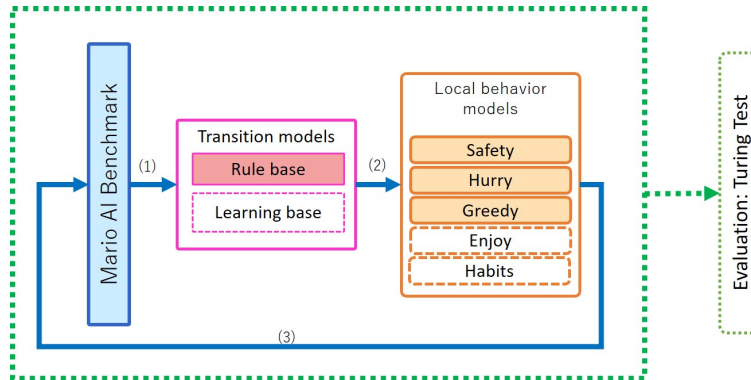 Mario AI Benchmark
(1)
Transition models
Rule base
Learning base
(2)
Local behavior
models
Safety
Hurry
Greedy
Enjoy
Habits
(3)
Evaluation: Turing Test